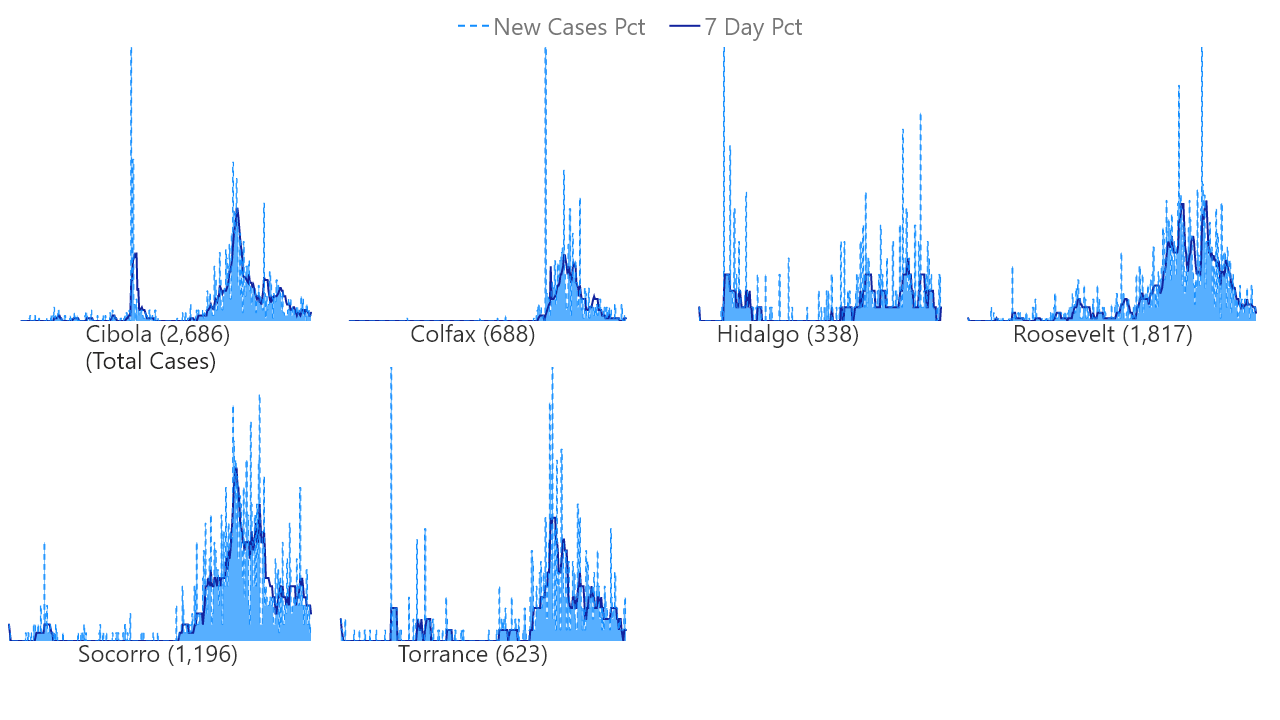 New Cases Pct 7 Day Pct
Cibola (2,686)
(Total Cases)
Colfax (688)
Hidalgo (338)
Roosevelt (1,817)
Socorro (1,196)
Torrance (623)